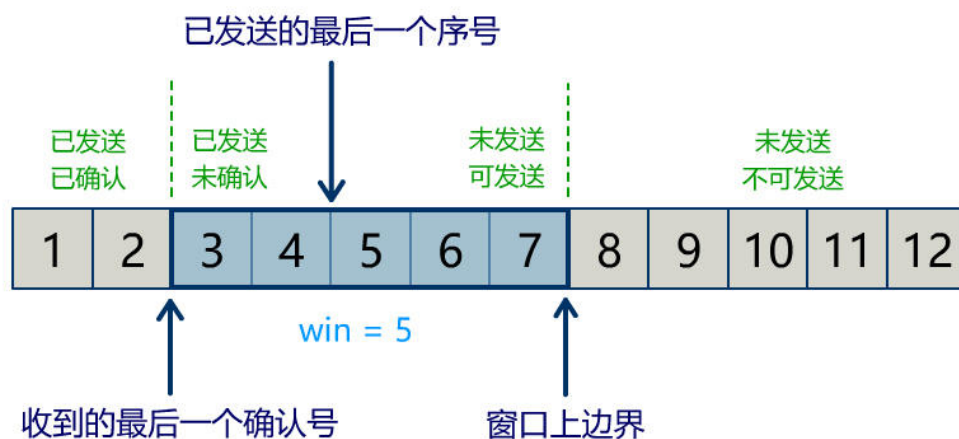 已发送的最后一个序号
已发送
已确认
已发送
未确认
未发送
可发送
未发送
不可发送
1 2 3 4 5 6 7 8 9 10 11 12
win = 5
收到的最后一个确认号
窗口上边界